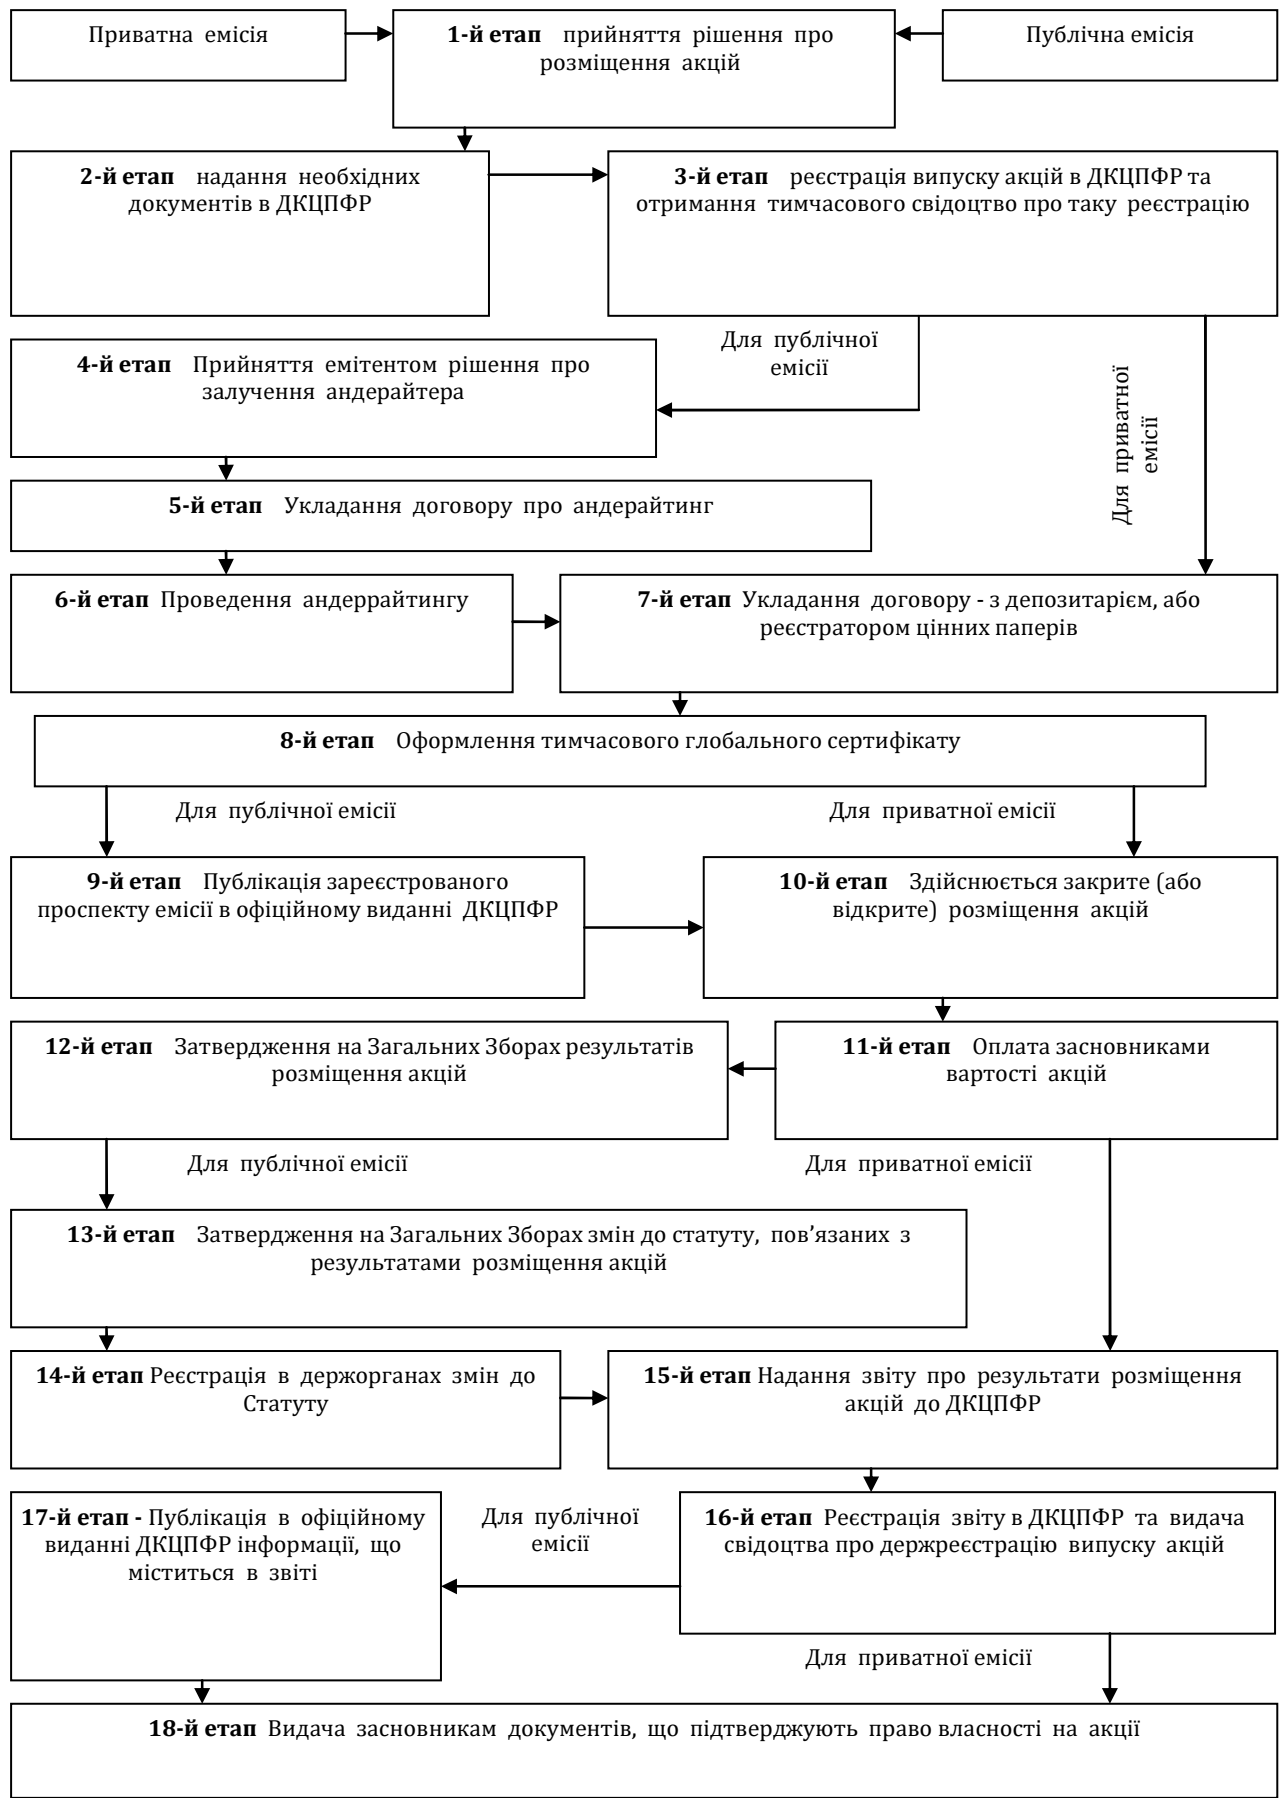 Приватна емісія
1-й етап прийняття рішення про
розміщення акцій
Публічна емісія
2-й етап надання необхідних
документів в ДКЦПФР
3-й етап реєстрація випуску акцій в ДКЦПФР та
отримання тимчасового свідоцтво про таку реєстрацію
Для публічної
емісії
4-й етап Прийняття емітентом рішення про
залучення андерайтера
Для приватної
емісії
5-й етап Укладання договору про андерайтинг
6-й етап Проведення андеррайтингу
7-й етап Укладання договору - з депозитарієм, або
реєстратором цінних паперів
8-й етап Оформлення тимчасового глобального сертифікату
Для публічної емісії
Для приватної емісії
9-й етап Публікація зареєстрованого
проспекту емісії в офіційному виданні ДКЦПФР
10-й етап Здійснюється закрите (або
відкрите) розміщення акцій
12-й етап Затвердження на Загальних Зборах результатів
розміщення акцій
11-й етап Оплата засновниками
вартості акцій
Для публічної емісії
Для приватної емісії
13-й етап Затвердження на Загальних Зборах змін до статуту, пов’язаних з
результатами розміщення акцій
14-й етап Реєстрація в держорганах змін до
Статуту
15-й етап Надання звіту про результати розміщення
акцій до ДКЦПФР
17-й етап - Публікація в офіційному
виданні ДКЦПФР інформації, що
міститься в звіті
Для публічної
емісії
16-й етап Реєстрація звіту в ДКЦПФР та видача
свідоцтва про держреєстрацію випуску акцій
Для приватної емісії
18-й етап Видача засновникам документів, що підтверджують право власності на акції